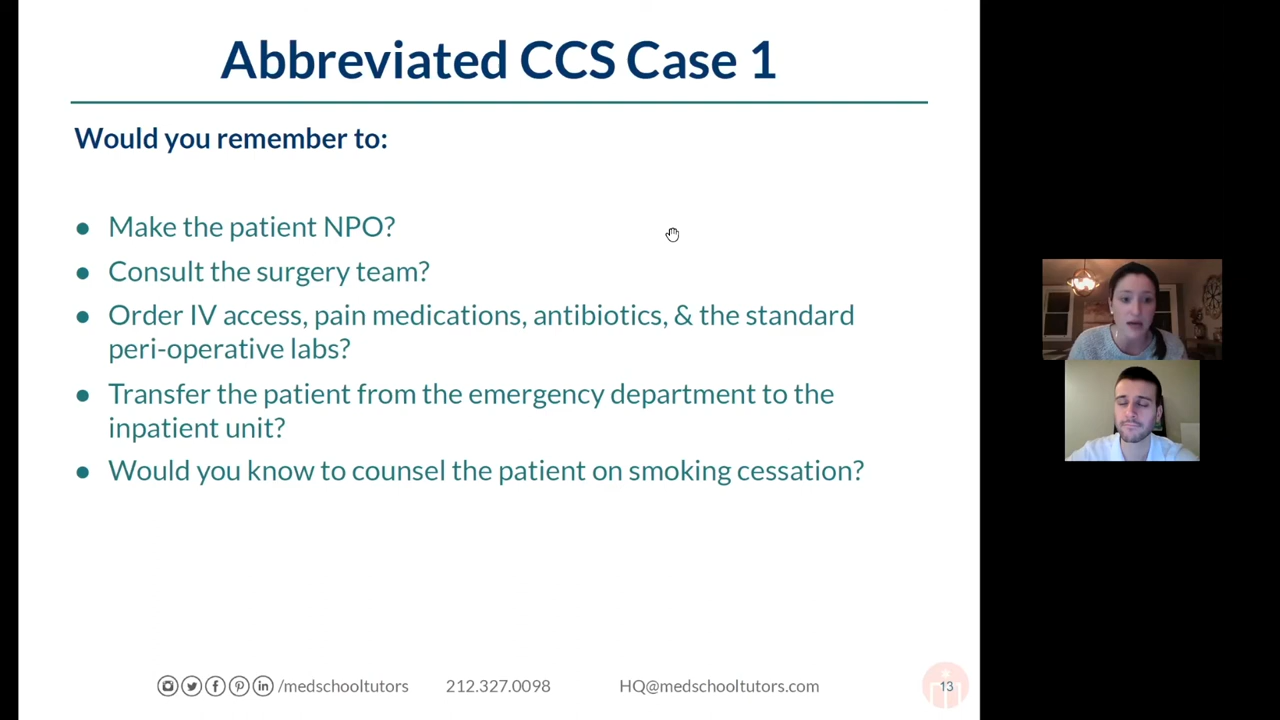 Abbreviated CCS Case 1
Would you remember to:
● Make the patient NPO?
● Consult the surgery team?
● Order IV access, pain medications, antibiotics, & the standard
peri-operative labs?
● Transfer the patient from the emergency department to the
inpatient unit?
● Would you know to counsel the patient on smoking cessation?
/medschooltutors 212.327.0098 HQ@medschooltutors.com 13